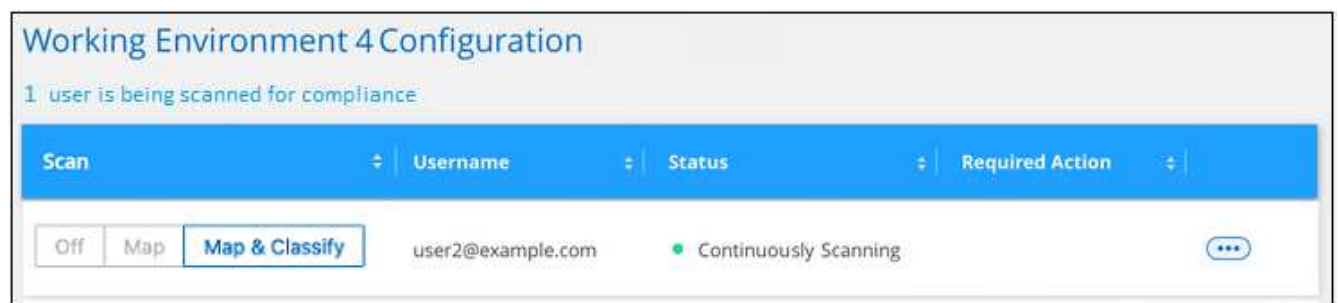 Working Environment 4 Configuration
1 user is being scanned for compliance
Scan Username Status Required Action
Off Map Map & Classify user2@example.com Continuously Scanning